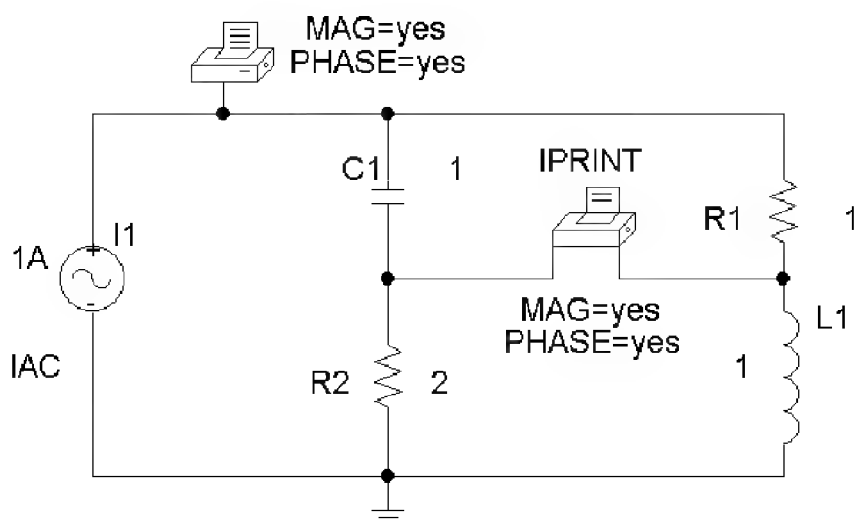 MAG=yes
PHASE=yes
C1 1
IPRINT
R1 1
I1
+
1A
-
MAG=yes
PHASE=yes
L1
IAC
R2 2
1